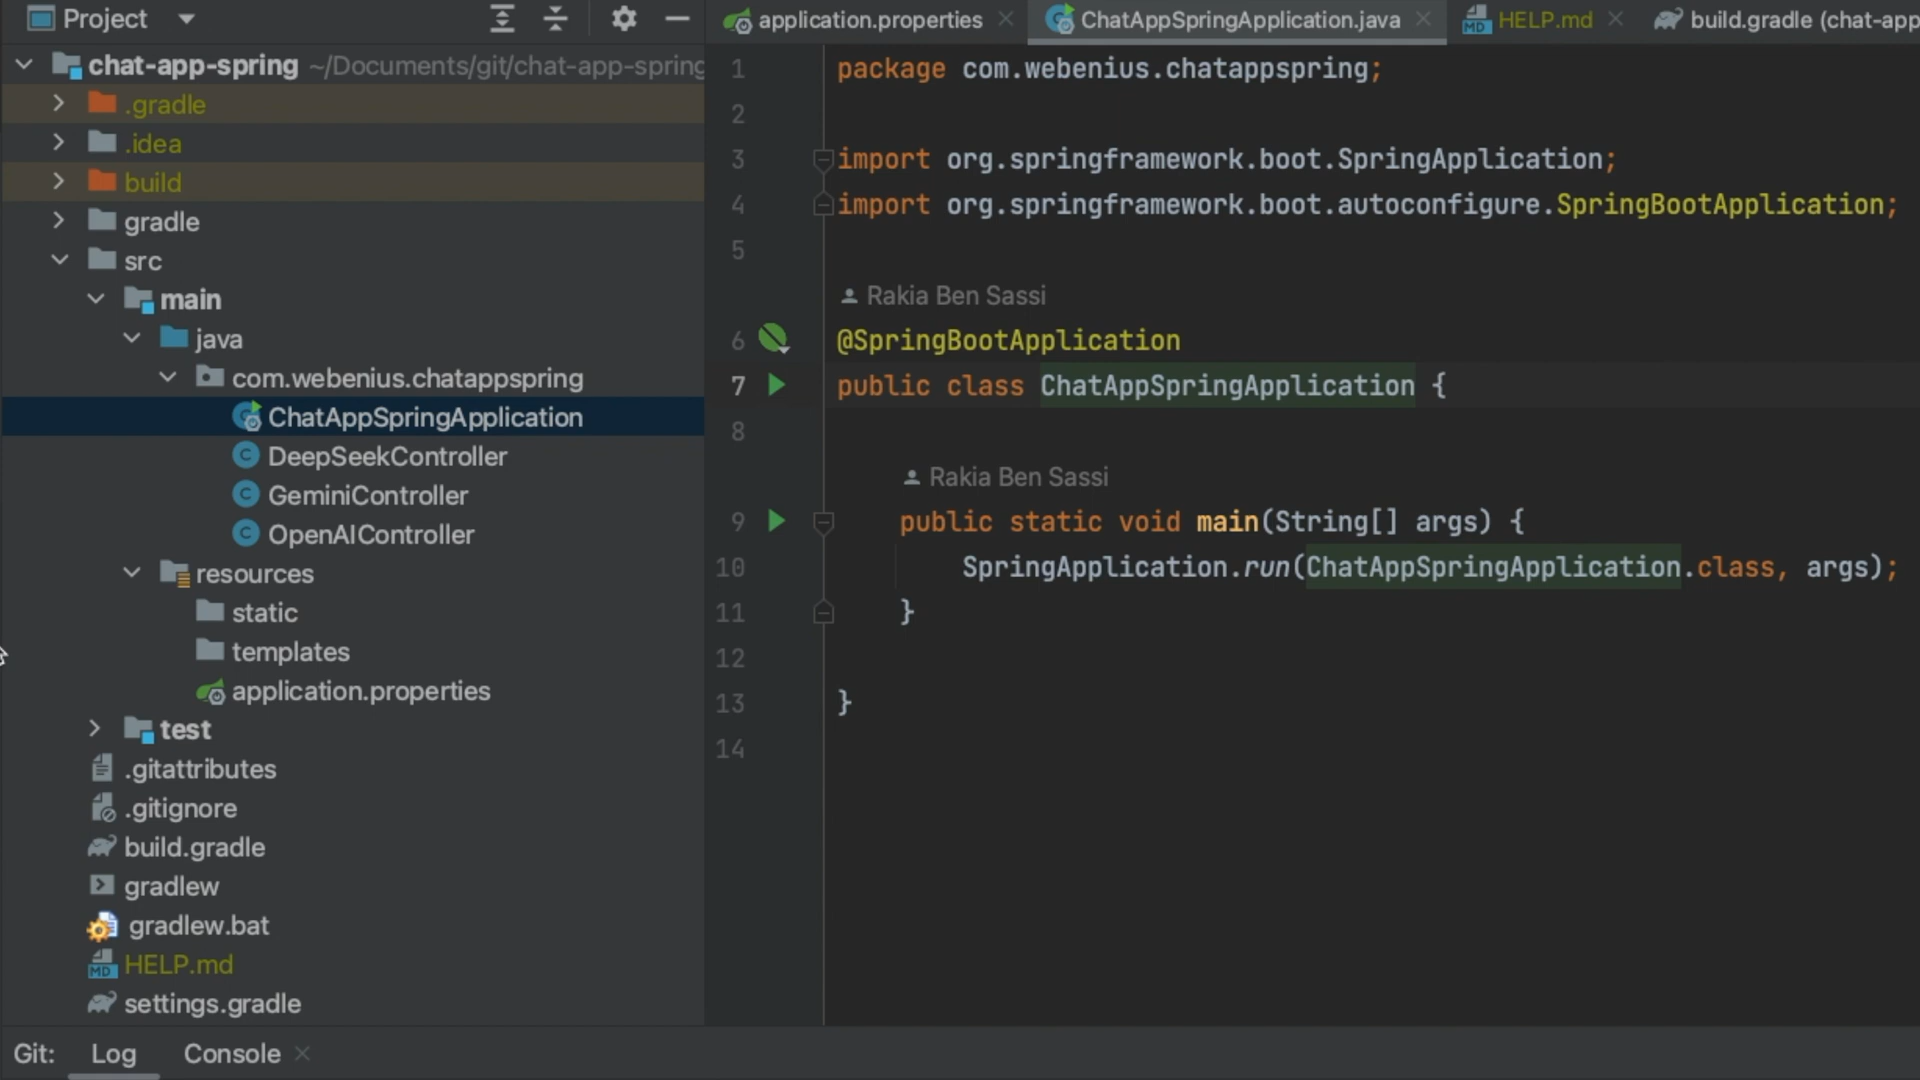 Project
chat-app-spring ~/Documents/git/chat-app-spring
.gradle
.idea
build
gradle
src
main
java
com.webenius.chatappspring
ChatAppSpringApplication
DeepSeekController
GeminiController
OpenAIController
resources
static
templates
application.properties
test
.gitattributes
.gitignore
build.gradle
gradlew
gradlew.bat
HELP.md
settings.gradle
application.properties ChatAppSpringApplication.java HELP.md build.gradle (chat-app
1 package com.webenius.chatappspring;
2
3 import org.springframework.boot.SpringApplication;
4 import org.springframework.boot.autoconfigure.SpringBootApplication;
5
Rakia Ben Sassi
6 @SpringBootApplication
7 public class ChatAppSpringApplication {
8
Rakia Ben Sassi
9 public static void main(String[] args) {
10 SpringApplication.run(ChatAppSpringApplication.class, args);
11 }
12
13 }
14
Git: Log Console